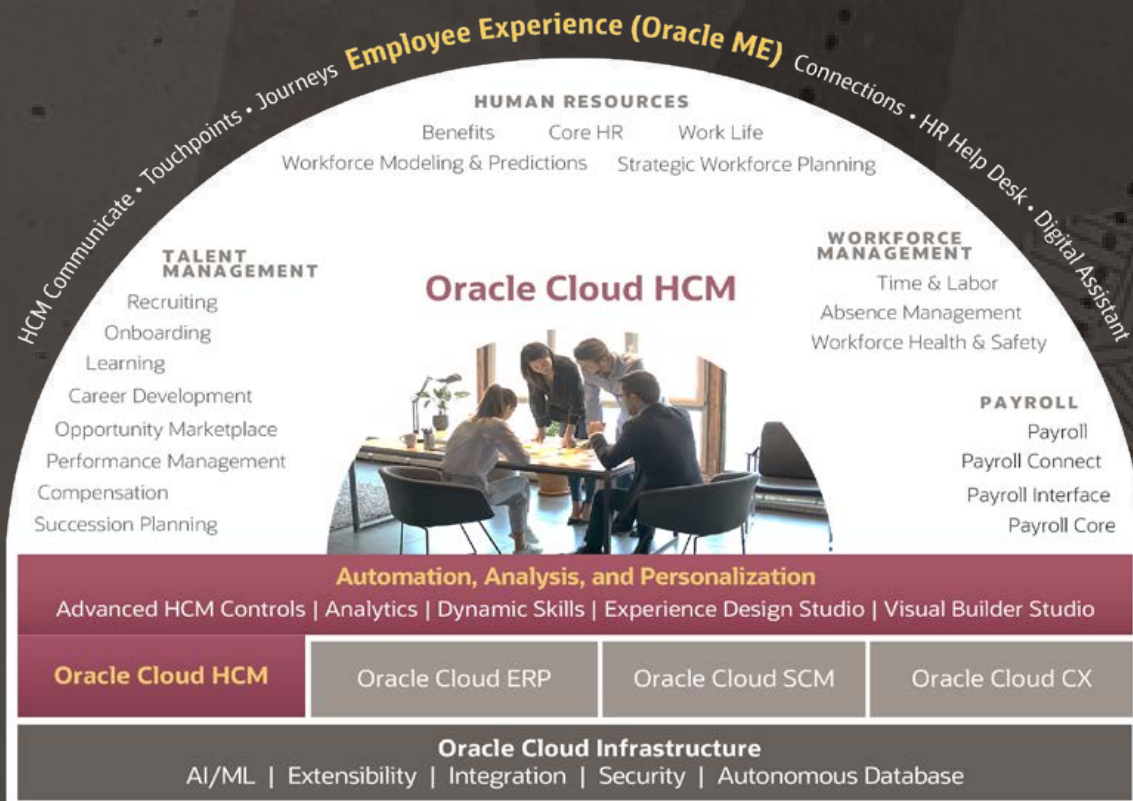 HCM Communicate • Touchpoints • Journeys Employee Experience (Oracle ME) Connections • HR Help Desk • Digital Assistant
HUMAN RESOURCES
Benefits Core HR Work Life
Workforce Modeling & Predictions Strategic Workforce Planning
TALENT
MANAGEMENT
Recruiting
Onboarding
Learning
Career Development
Opportunity Marketplace
Performance Management
Compensation
Succession Planning
Oracle Cloud HCM
WORKFORCE
MANAGEMENT
Time & Labor
Absence Management
Workforce Health & Safety
PAYROLL
Payroll
Payroll Connect
Payroll Interface
Payroll Core
Automation, Analysis, and Personalization
Advanced HCM Controls | Analytics | Dynamic Skills | Experience Design Studio | Visual Builder Studio
Oracle Cloud HCM
Oracle Cloud ERP
Oracle Cloud SCM
Oracle Cloud CX
Oracle Cloud Infrastructure
AI/ML | Extensibility | Integration | Security | Autonomous Database